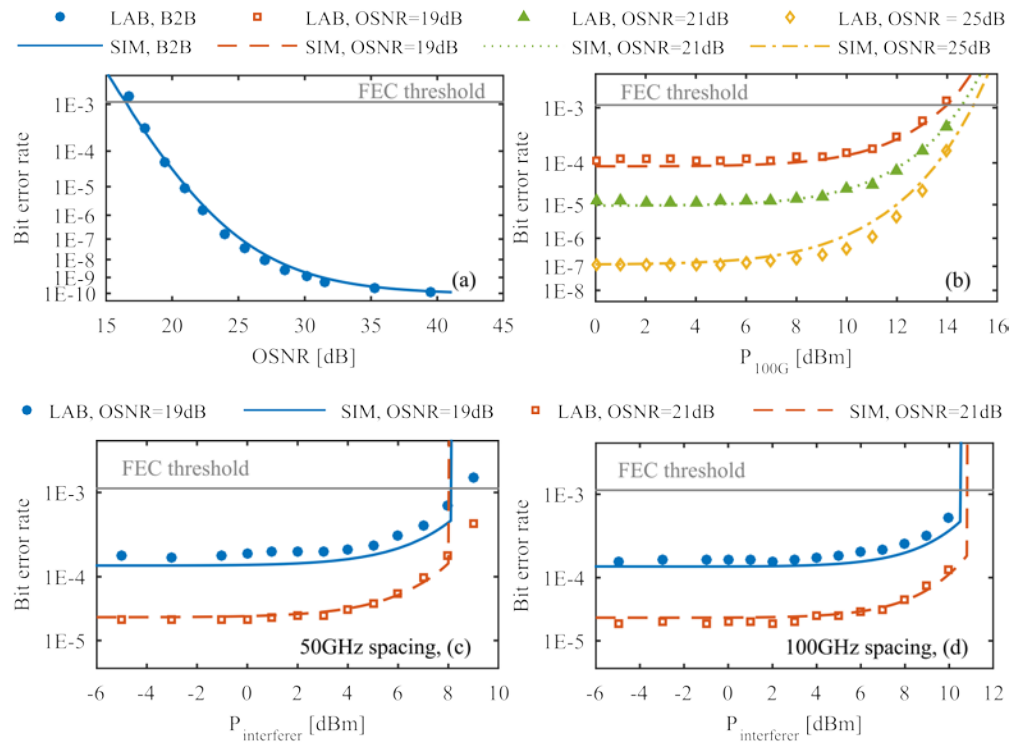 LAB, B2B LAB, OSNR=19dB LAB, OSNR=21dB LAB, OSNR = 25dB
SIM, B2B SIM, OSNR=19dB SIM, OSNR=21dB SIM, OSNR=25dB
FEC threshold
1E-3
1E-4
1E-5
1E-6
1E-7
1E-8
1E-9
1E-10
Bit error rate
(a)
15 20 25 30 35 40 45
OSNR [dB]
FEC threshold
1E-3
1E-4
1E-5
1E-6
1E-7
1E-8
Bit error rate
(b)
0 2 4 6 8 10 12 14 16
P100G [dBm]
LAB, OSNR=19dB SIM, OSNR=19dB LAB, OSNR=21dB SIM, OSNR=21dB
FEC threshold
1E-3
1E-4
1E-5
Bit error rate
50GHz spacing, (c)
-6 -4 -2 0 2 4 6 8 10
Pinterferer [dBm]
FEC threshold
1E-3
1E-4
1E-5
Bit error rate
100GHz spacing, (d)
-6 -4 -2 0 2 4 6 8 10 12
Pinterferer [dBm]